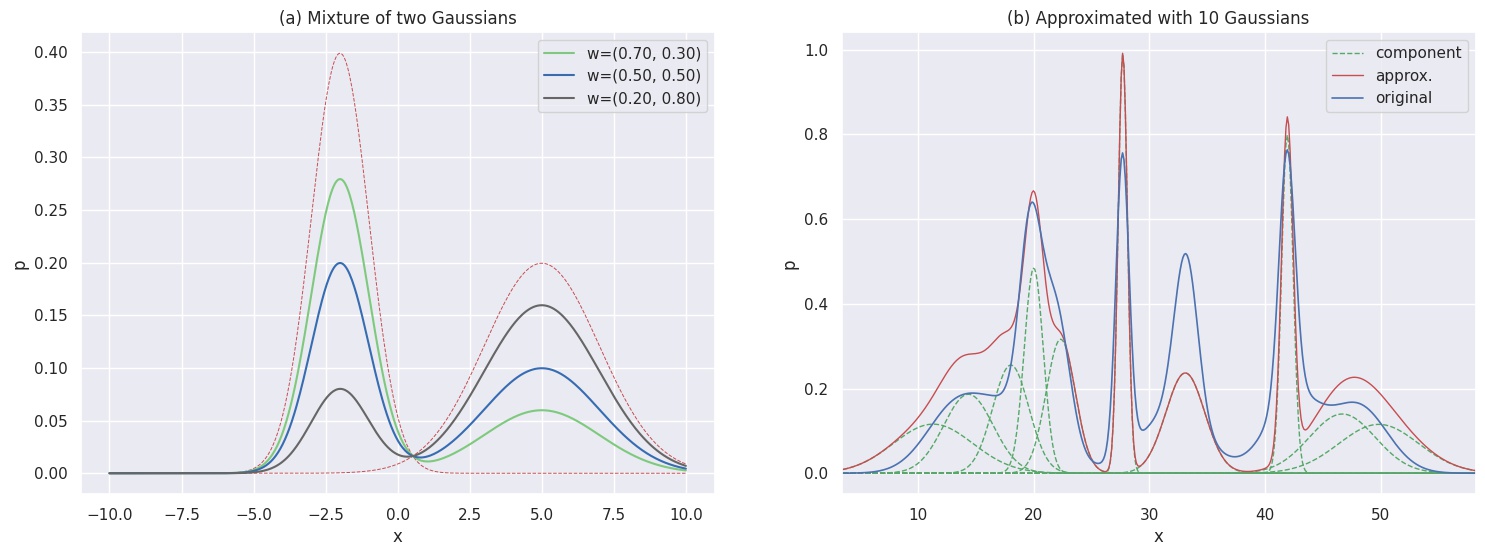 (a) Mixture of two Gaussians
0.40
0.35
0.30
0.25
0.20
0.15
0.10
0.05
0.00
p
w=(0.70, 0.30)
w=(0.50, 0.50)
w=(0.20, 0.80)
−10.0 −7.5 −5.0 −2.5 0.0 2.5 5.0 7.5 10.0
x
(b) Approximated with 10 Gaussians
1.0
0.8
0.6
0.4
0.2
0.0
p
component
approx.
original
10 20 30 40 50
x